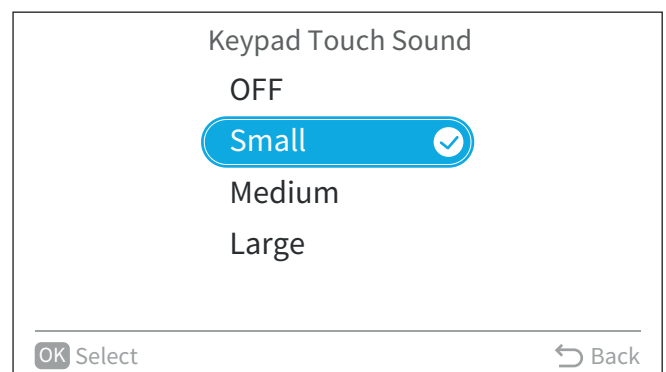 Keypad Touch Sound
OFF
Small
Medium
Large
OK Select Back